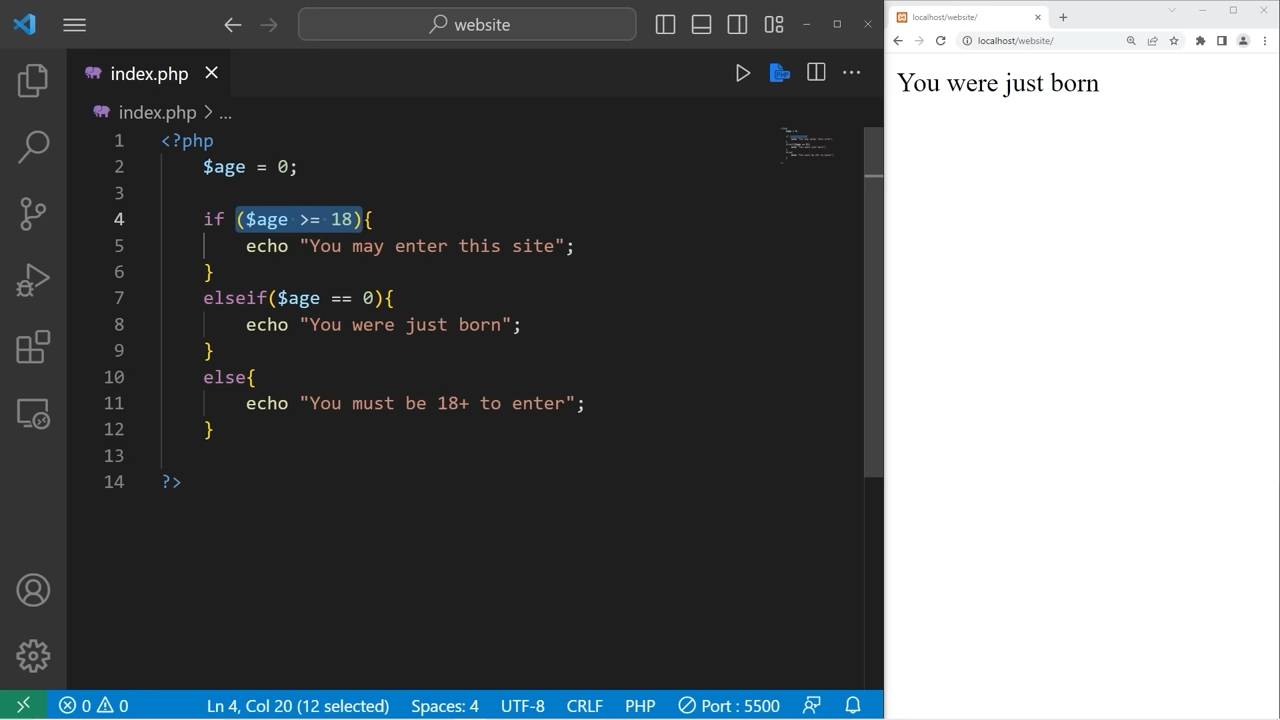 website
index.php
index.php > ...
1 <?php
2 $age = 0;
3
4 if ($age >= 18){
5 echo "You may enter this site";
6 }
7 elseif($age == 0){
8 echo "You were just born";
9 }
10 else{
11 echo "You must be 18+ to enter";
12 }
13
14 ?>
0 0 Ln 4, Col 20 (12 selected) Spaces: 4 UTF-8 CRLF PHP Port : 5500
localhost/website/
localhost/website/
You were just born